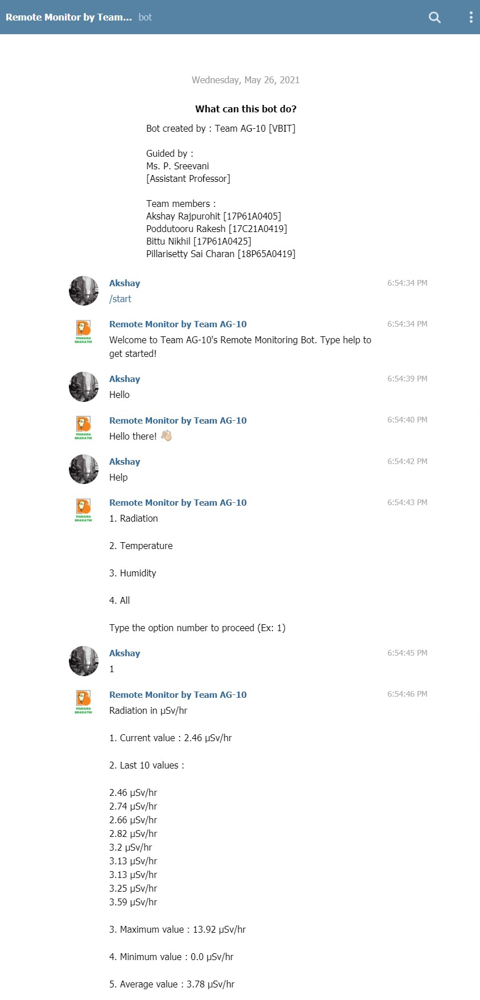 Remote Monitor by Team... bot
Wednesday, May 26, 2021
What can this bot do?
Bot created by : Team AG-10 [VBIT]
Guided by :
Ms. P. Sreevani
[Assistant Professor]
Team members :
Akshay Rajpurohit [17P61A0405]
Poddutooru Rakesh [17C21A0419]
Bittu Nikhil [17P61A0425]
Pillarisetty Sai Charan [18P65A0419]
Akshay 6:54:34 PM
/start
VIGNANA
BHARATHI
Remote Monitor by Team AG-10 6:54:34 PM
Welcome to Team AG-10's Remote Monitoring Bot. Type help to
get started!
Akshay 6:54:39 PM
Hello
VIGNANA
BHARATHI
Remote Monitor by Team AG-10 6:54:40 PM
Hello there! 👋🏼
Akshay 6:54:42 PM
Help
VIGNANA
BHARATHI
Remote Monitor by Team AG-10 6:54:43 PM
1. Radiation
2. Temperature
3. Humidity
4. All
Type the option number to proceed (Ex: 1)
Akshay 6:54:45 PM
1
VIGNANA
BHARATHI
Remote Monitor by Team AG-10 6:54:46 PM
Radiation in µSv/hr
1. Current value : 2.46 µSv/hr
2. Last 10 values :
2.46 µSv/hr
2.74 µSv/hr
2.66 µSv/hr
2.82 µSv/hr
3.2 µSv/hr
3.13 µSv/hr
3.13 µSv/hr
3.25 µSv/hr
3.59 µSv/hr
3. Maximum value : 13.92 µSv/hr
4. Minimum value : 0.0 µSv/hr
5. Average value : 3.78 µSv/hr